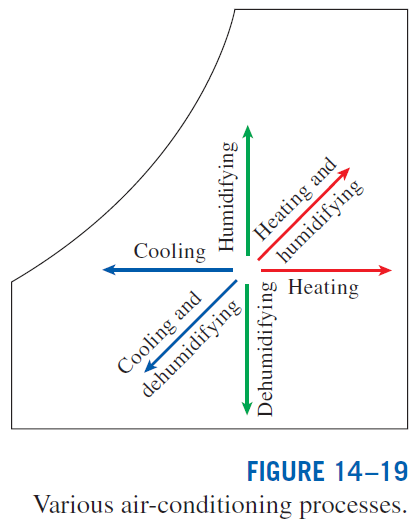 Humidifying
Heating and
humidifying
Cooling
Heating
Cooling and
dehumidifying
Dehumidifying
FIGURE 14–19
Various air-conditioning processes.